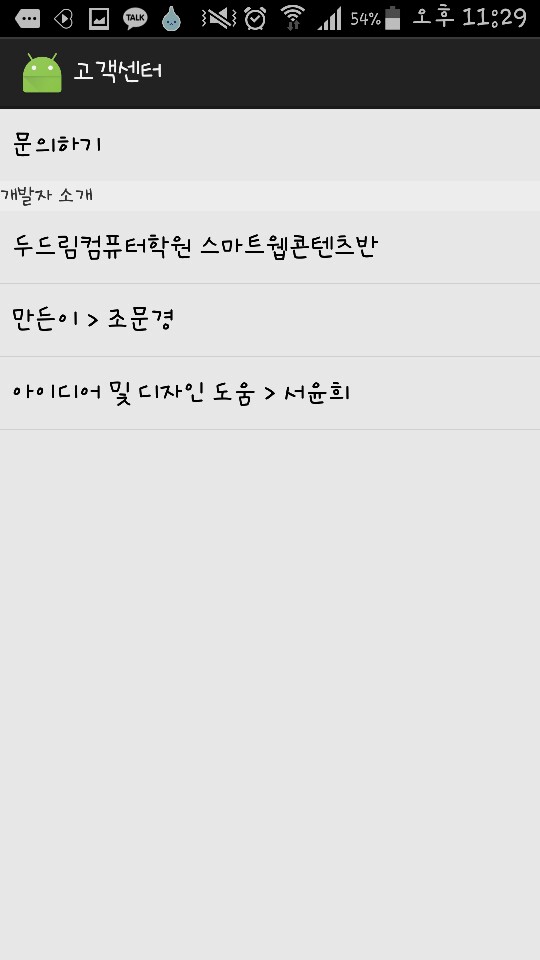 TALK 54% 오후 11:29
고객센터
문의하기
개발자 소개
두드림컴퓨터학원 스마트웹콘텐츠반
만든이 > 조문경
아이디어 및 디자인 도움 > 서윤희